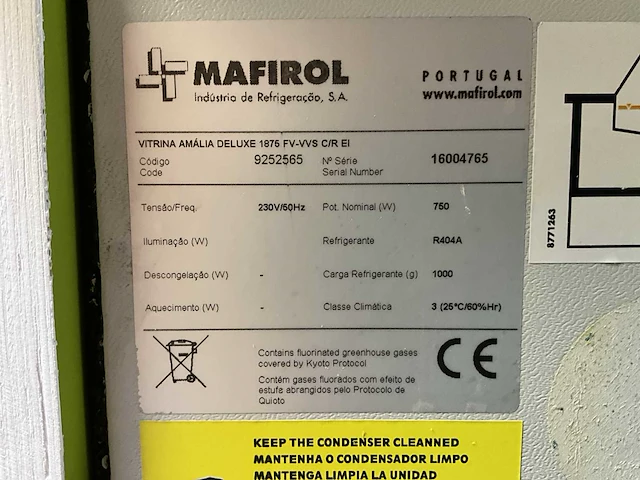 MAFIROL
Indústria de Refrigeração, S.A.
PORTUGAL
www.mafirol.com
VITRINA AMÁLIA DELUXE 1875 FV-VVS C/R EI
Código 9252565 Nº Série 16004765
Code Serial Number
Tensão/Freq. 230V/50Hz Pot. Nominal (W) 750
Iluminação (W) Refrigerante R404A
Descongelação (W) - Carga Refrigerante (g) 1000
Aquecimento (W) - Classe Climática 3 (25°C/60%Hr)
Contains fluorinated greenhouse gases
covered by Kyoto Protocol
Contém gases fluorados com efeito de
estufa abrangidos pelo Protocolo de
Quioto
CE
8771263
KEEP THE CONDENSER CLEANNED
MANTENHA O CONDENSADOR LIMPO
MANTENGA LIMPIA LA UNIDAD